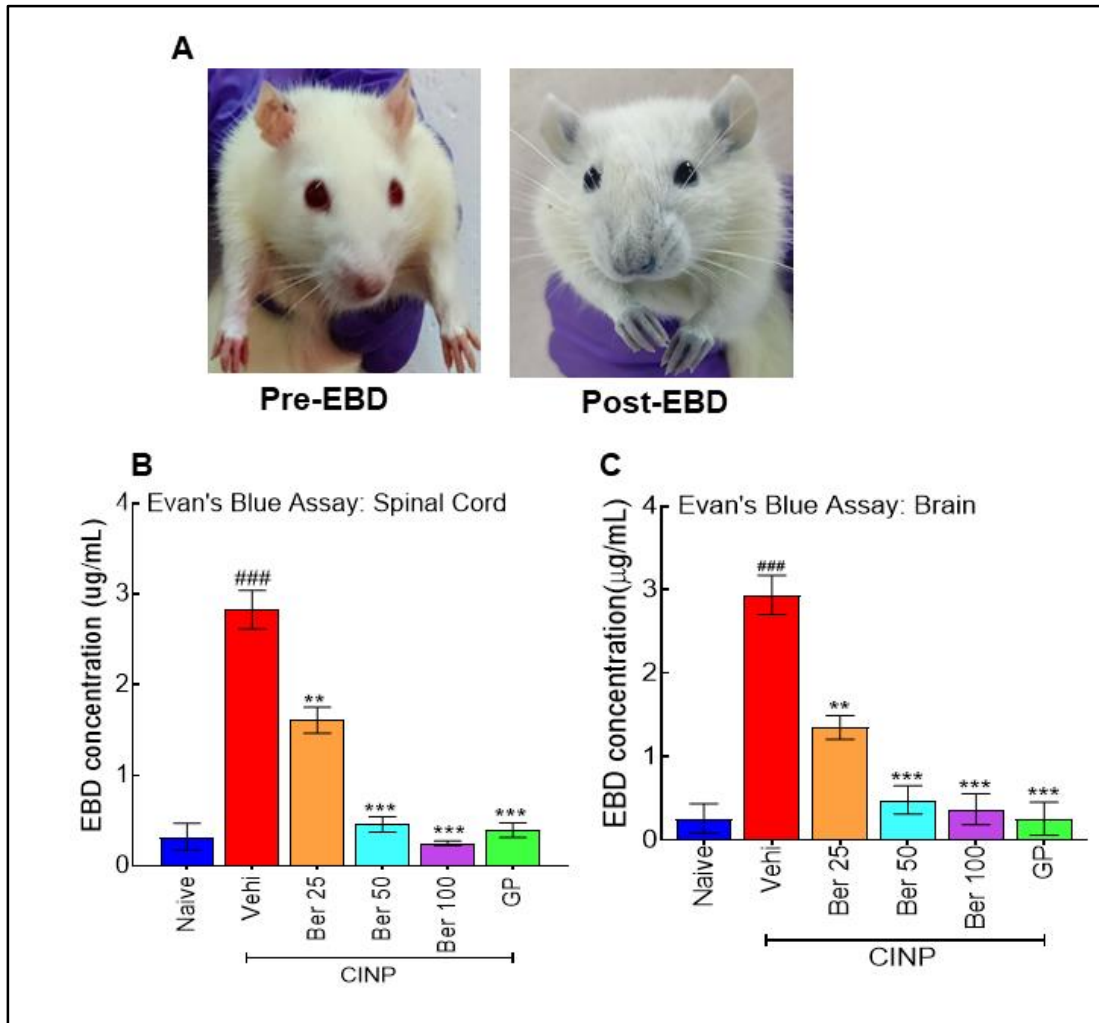 A
Pre-EBD
Post-EBD
B
Evan's Blue Assay: Spinal Cord
EBD concentration (ug/mL)
4
3
2
1
0
###
**
***
***
***
Naive
Vehi
Ber 25
Ber 50
Ber 100
GP
CINP
C
Evan's Blue Assay: Brain
EBD concentration(μg/mL)
4
3
2
1
0
###
**
***
***
***
Naive
Vehi
Ber 25
Ber 50
Ber 100
GP
CINP